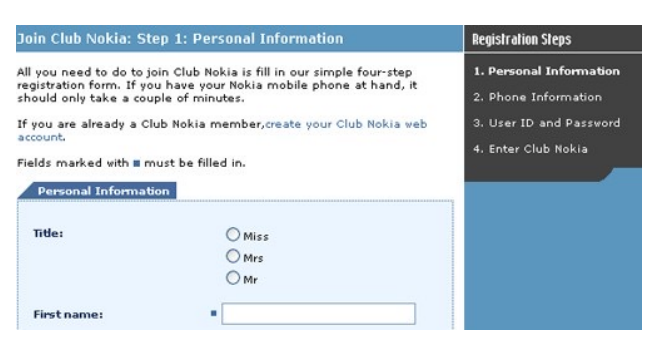 Join Club Nokia: Step 1: Personal Information
All you need to do to join Club Nokia is fill in our simple four-step
registration form. If you have your Nokia mobile phone at hand, it
should only take a couple of minutes.
If you are already a Club Nokia member,create your Club Nokia web
account.
Fields marked with ■ must be filled in.
Personal Information
Title:
Miss
Mrs
Mr
First name:
Registration Steps
1. Personal Information
2. Phone Information
3. User ID and Password
4. Enter Club Nokia